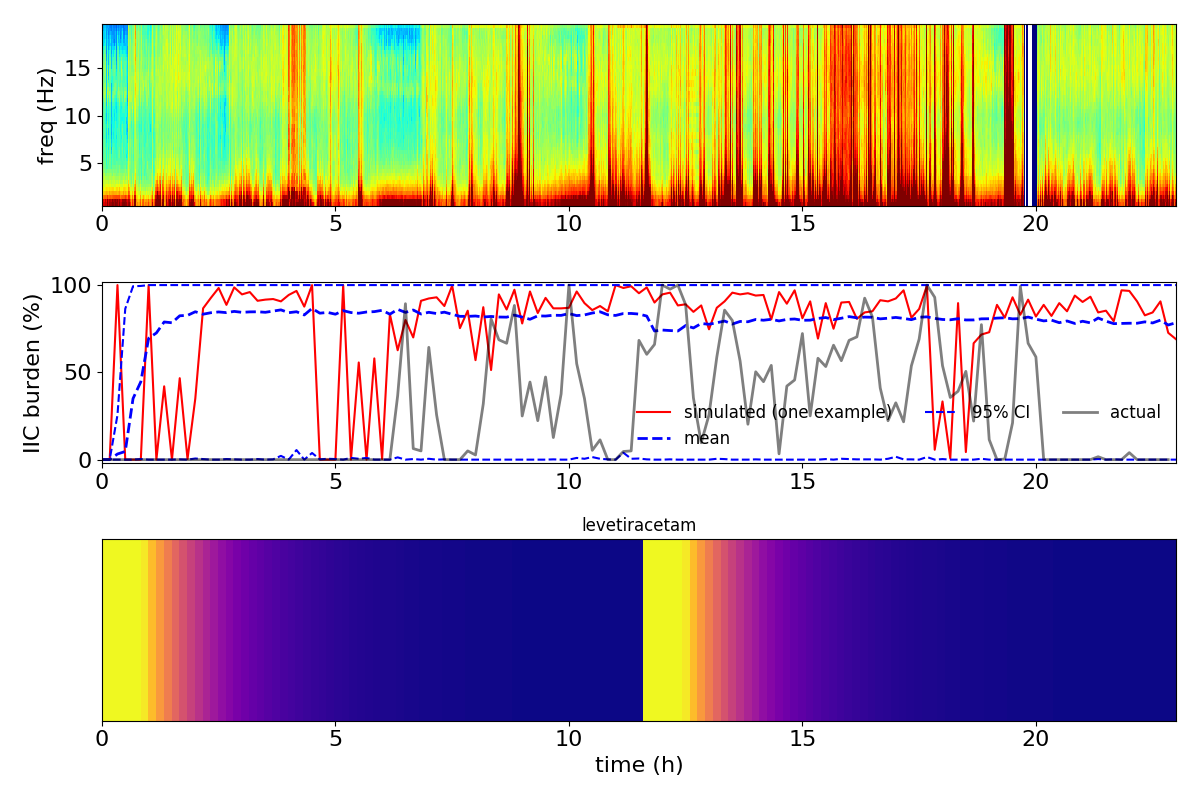 freq (Hz)
15
10
5
0 5 10 15 20
IIC burden (%)
100
50
0
simulated (one example) 95% CI actual
mean
0 5 10 15 20
levetiracetam
0 5 10 15 20
time (h)